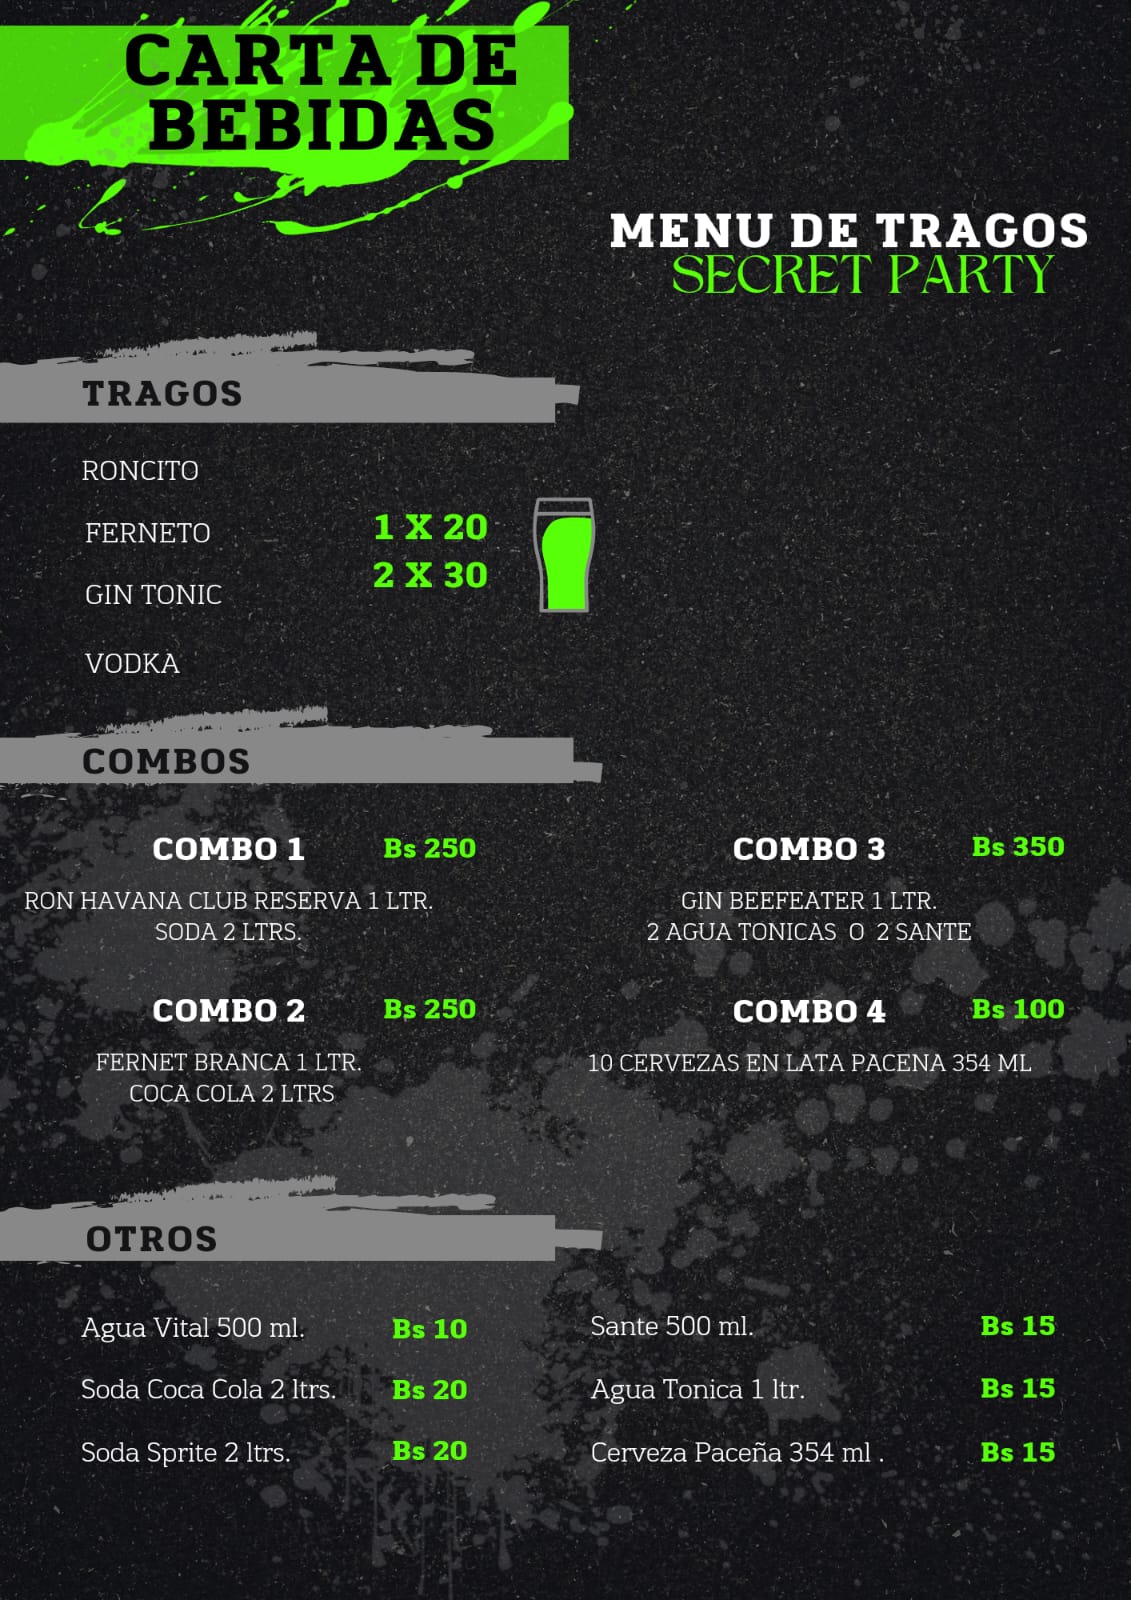 CARTA DE
BEBIDAS
MENU DE TRAGOS
SECRET PARTY
TRAGOS
RONCITO
FERNETO
GIN TONIC
VODKA
1 X 20
2 X 30
COMBOS
COMBO 1 Bs 250
RON HAVANA CLUB RESERVA 1 LTR.
SODA 2 LTRS.
COMBO 2 Bs 250
FERNET BRANCA 1 LTR.
COCA COLA 2 LTRS
COMBO 3 Bs 350
GIN BEEFEATER 1 LTR.
2 AGUA TONICAS O 2 SANTE
COMBO 4 Bs 100
10 CERVEZAS EN LATA PACENA 354 ML
OTROS
Agua Vital 500 ml. Bs 10
Soda Coca Cola 2 ltrs. Bs 20
Soda Sprite 2 ltrs. Bs 20
Sante 500 ml. Bs 15
Agua Tonica 1 ltr. Bs 15
Cerveza Paceña 354 ml . Bs 15